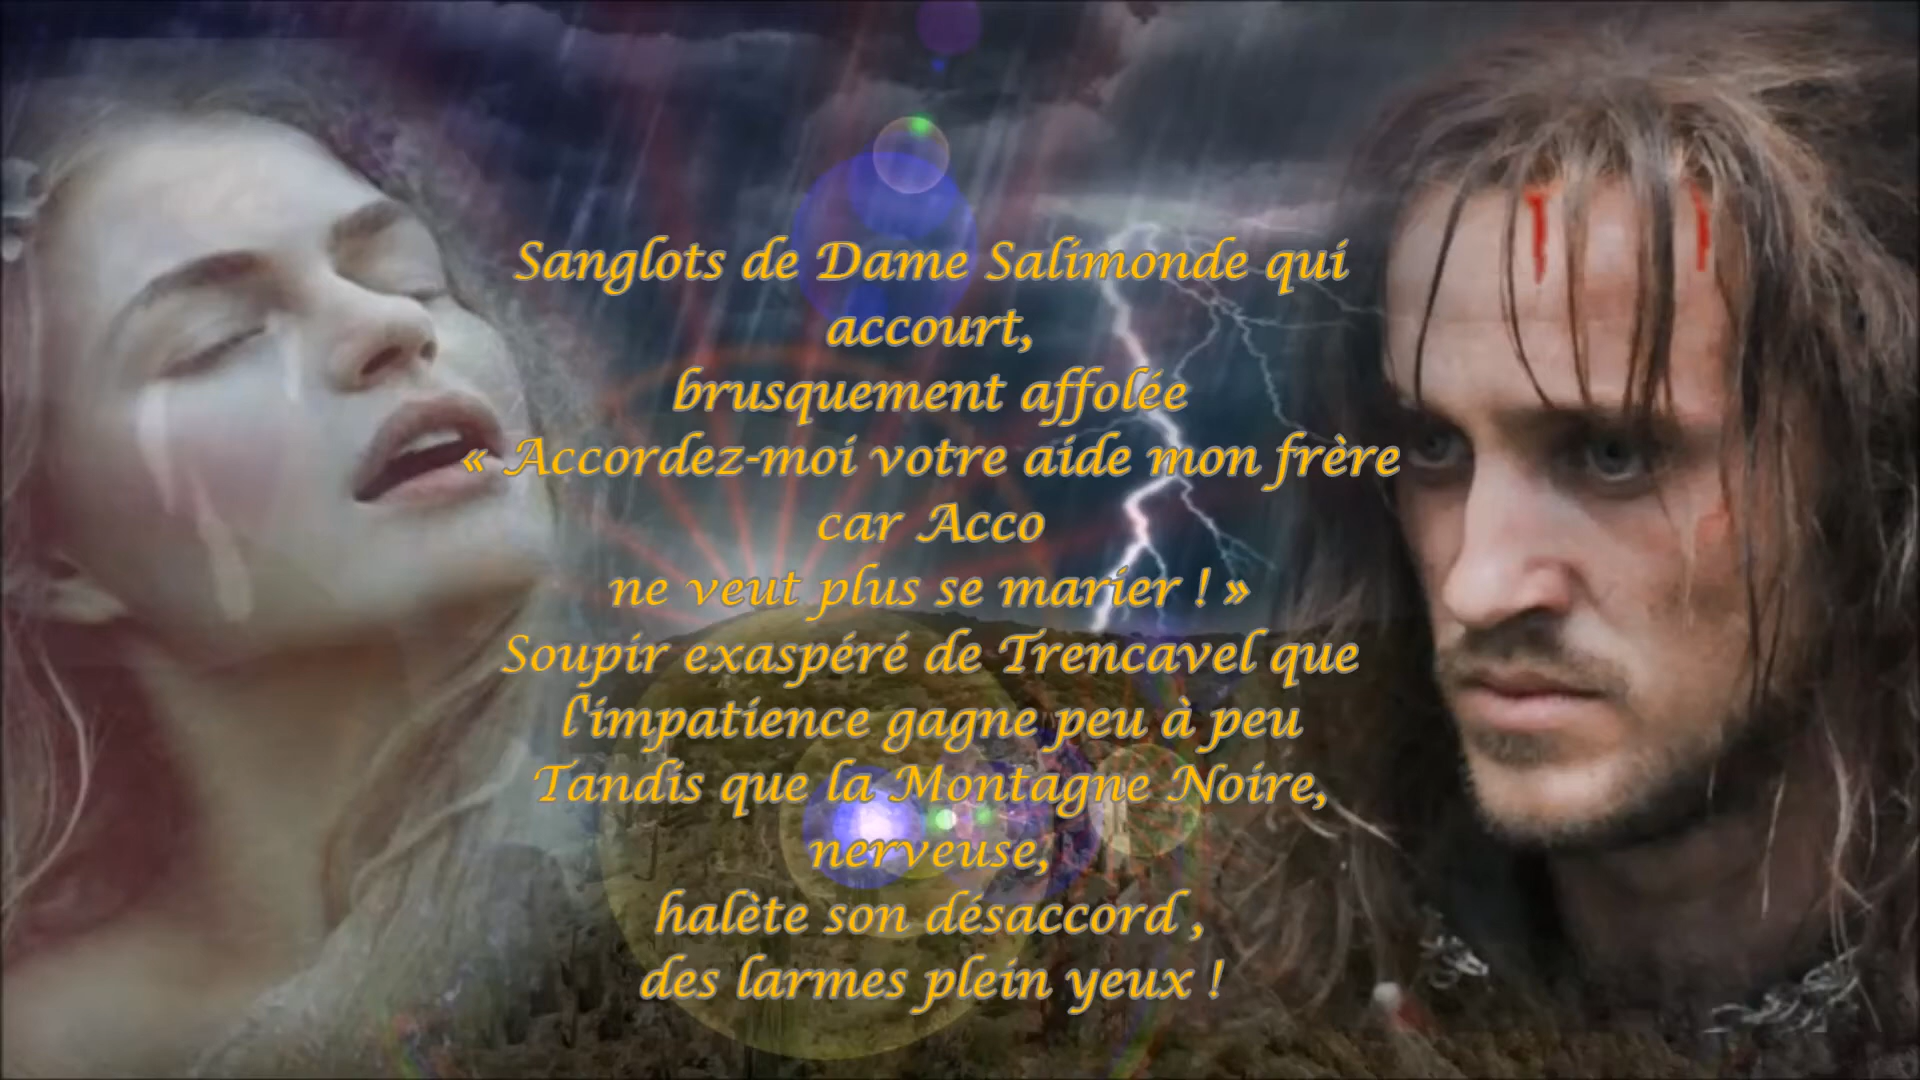 Sanglots de Dame Salimonde qui
accourt,
brusquement affolée
« Accordez-moi votre aide mon frère
car Acco
ne veut plus se marier ! »
Soupir exaspéré de Trencavel que
l'impatience gagne peu à peu
Tandis que la Montagne Noire,
nerveuse,
halète son désaccord ,
des larmes plein yeux !